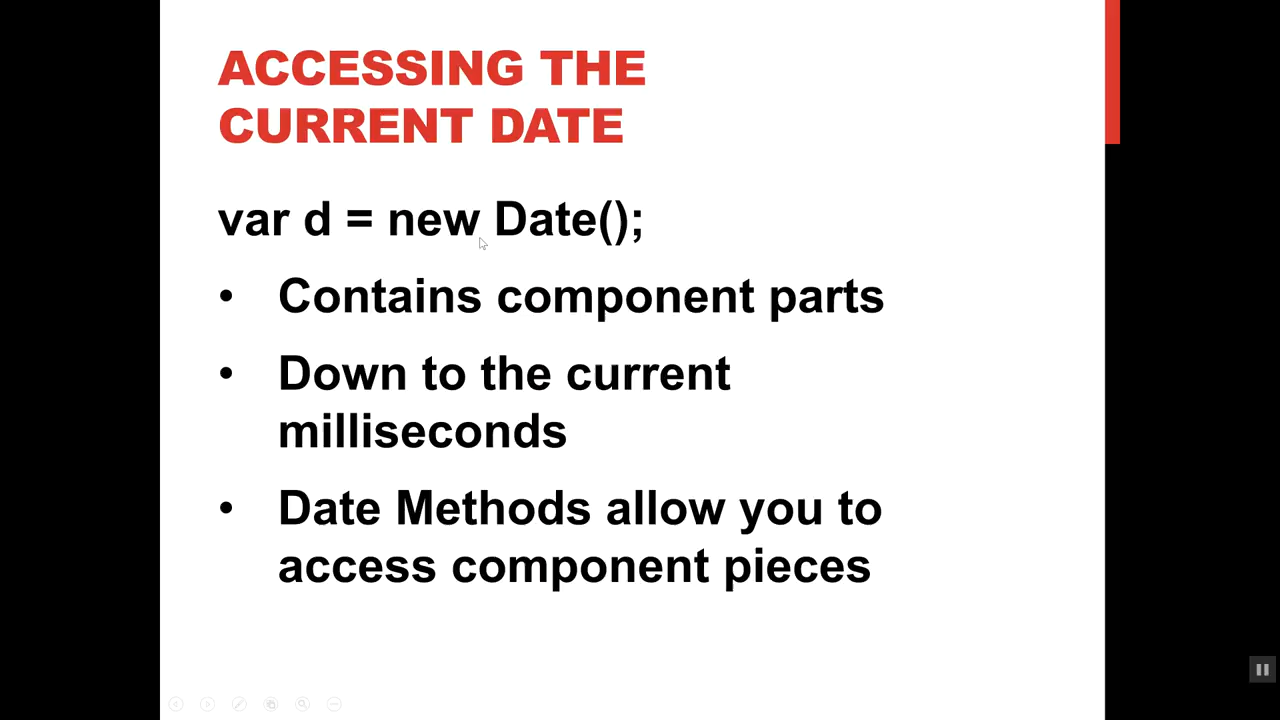 ACCESSING THE
CURRENT DATE
var d = new Date();
• Contains component parts
• Down to the current
milliseconds
• Date Methods allow you to
access component pieces